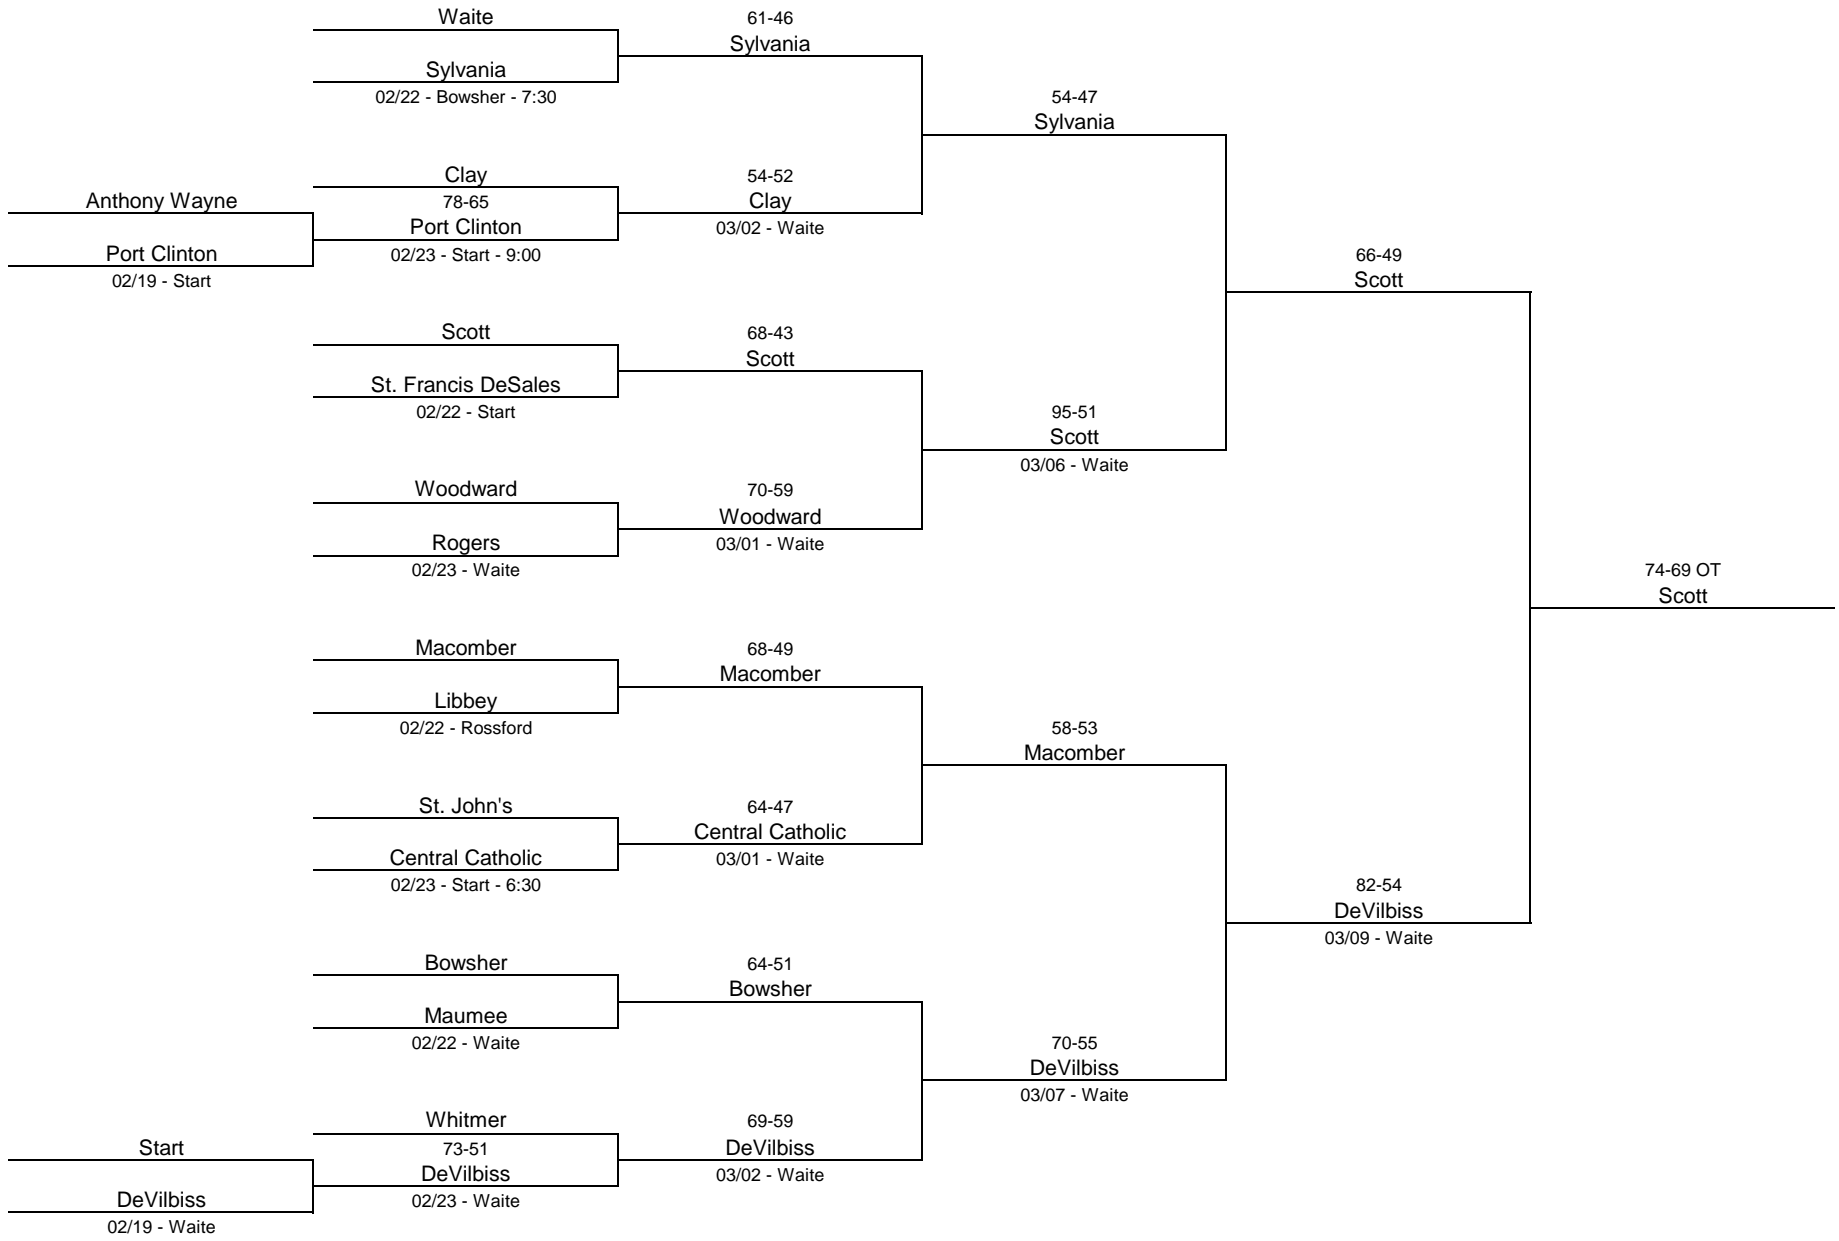 Waite
Sylvania
02/22 - Bowsher - 7:30
61-46
Sylvania
54-47
Sylvania
Anthony Wayne
Port Clinton
02/19 - Start
Clay
78-65
Port Clinton
02/23 - Start - 9:00
54-52
Clay
03/02 - Waite
66-49
Scott
Scott
St. Francis DeSales
02/22 - Start
68-43
Scott
95-51
Scott
03/06 - Waite
Woodward
Rogers
02/23 - Waite
70-59
Woodward
03/01 - Waite
74-69 OT
Scott
Macomber
Libbey
02/22 - Rossford
68-49
Macomber
58-53
Macomber
St. John's
Central Catholic
02/23 - Start - 6:30
64-47
Central Catholic
03/01 - Waite
82-54
DeVilbiss
03/09 - Waite
Bowsher
Maumee
02/22 - Waite
64-51
Bowsher
70-55
DeVilbiss
03/07 - Waite
Start
DeVilbiss
02/19 - Waite
Whitmer
73-51
DeVilbiss
02/23 - Waite
69-59
DeVilbiss
03/02 - Waite